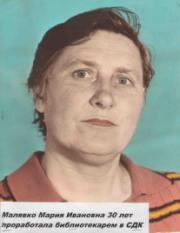 Малявко Мария Ивановна 30 лет
проработала библиотекарем в СДК